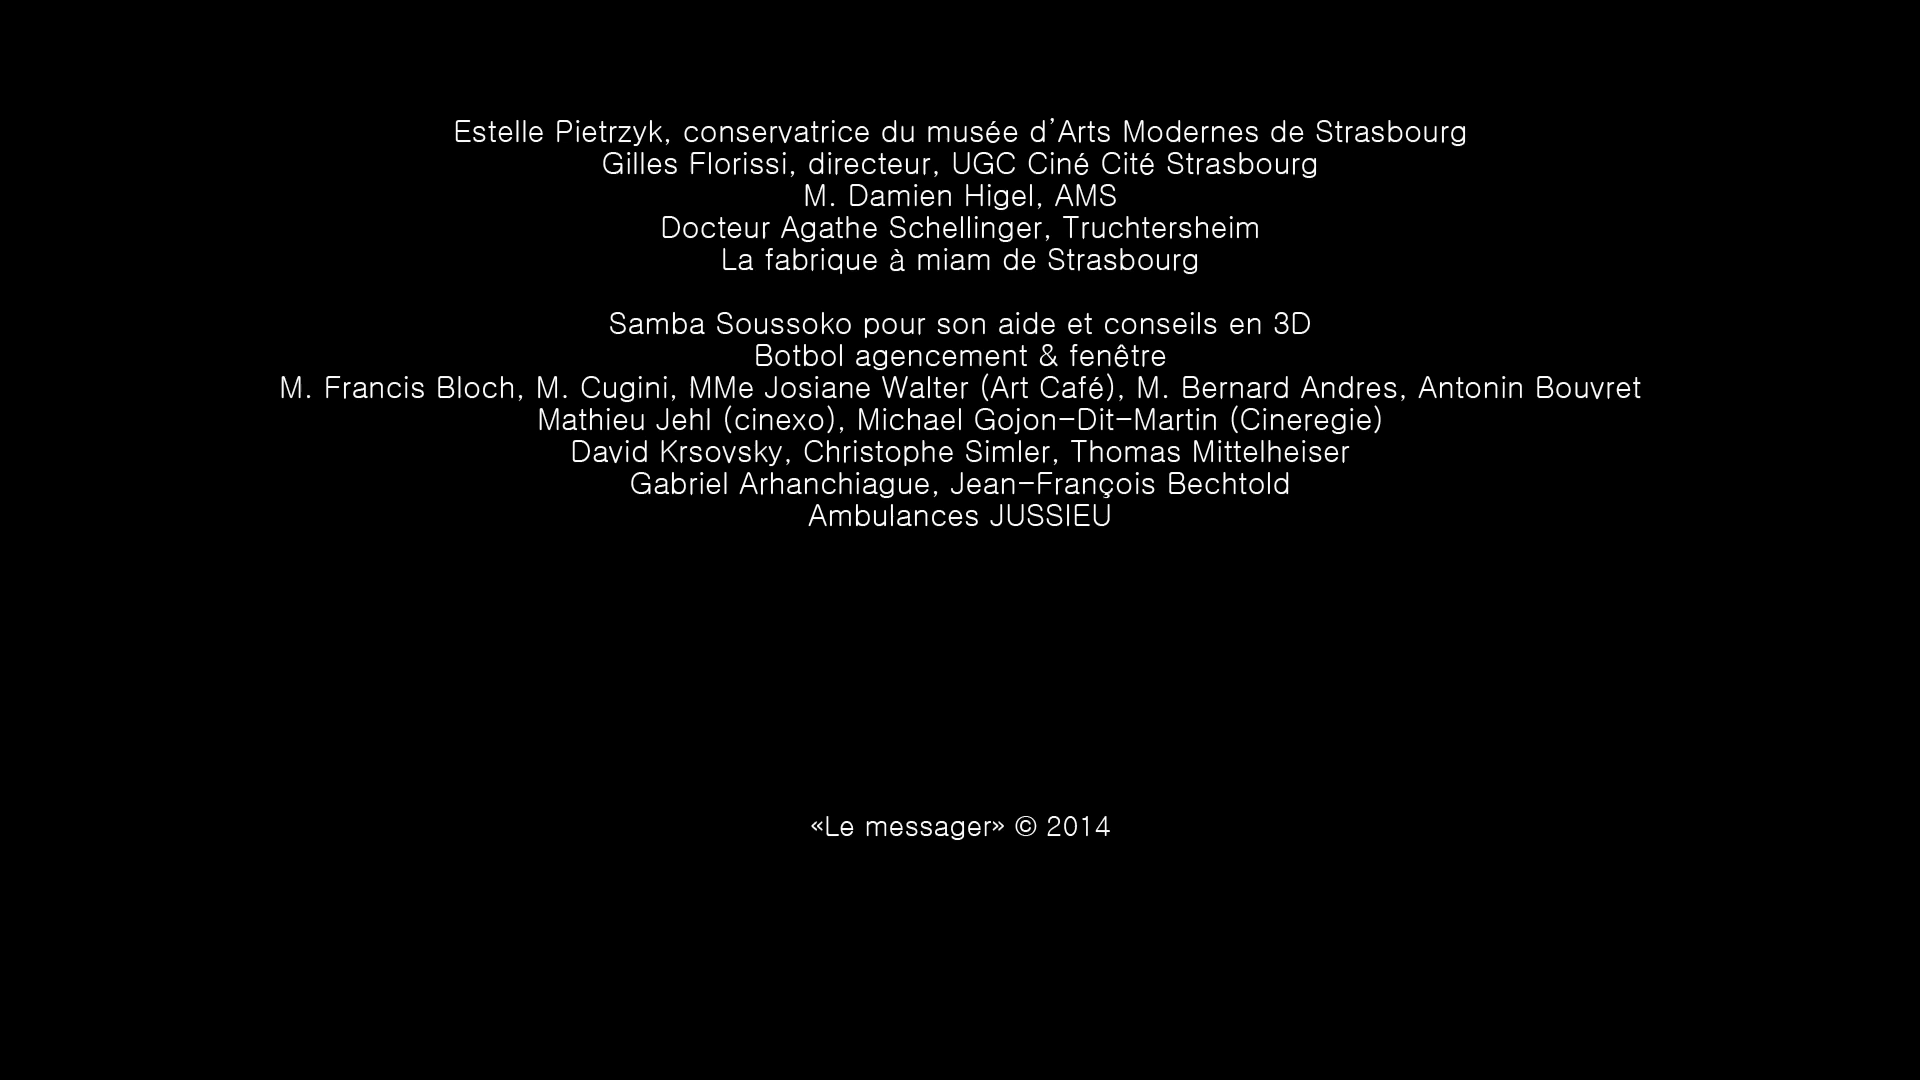 Estelle Pietrzyk, conservatrice du musée d'Arts Modernes de Strasbourg
Gilles Florissi, directeur, UGC Ciné Cité Strasbourg
M. Damien Higel, AMS
Docteur Agathe Schellinger, Truchtersheim
La fabrique à miam de Strasbourg
Samba Soussoko pour son aide et conseils en 3D
Botbol agencement & fenêtre
M. Francis Bloch, M. Cugini, MMe Josiane Walter (Art Café), M. Bernard Andres, Antonin Bouvret
Mathieu Jehl (cinexo), Michael Gojon-Dit-Martin (Cineregie)
David Krsovsky, Christophe Simler, Thomas Mittelheiser
Gabriel Arhanchiague, Jean-François Bechtold
Ambulances JUSSIEU
«Le messager» © 2014